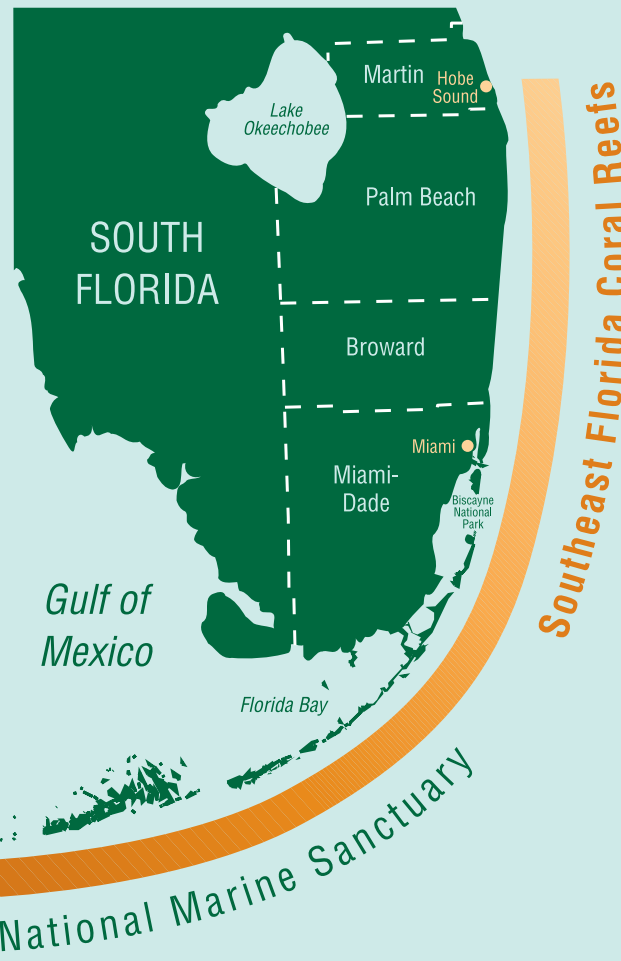 Martin
Hobe
Sound
Lake
Okeechobee
Palm Beach
SOUTH
FLORIDA
Broward
Miami
Miami-
Dade
Biscayne
National
Park
Gulf of
Mexico
Florida Bay
Southeast Florida Coral Reefs
National Marine Sanctuary